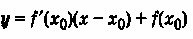 y = f′(x₀)(x − x₀) + f(x₀)